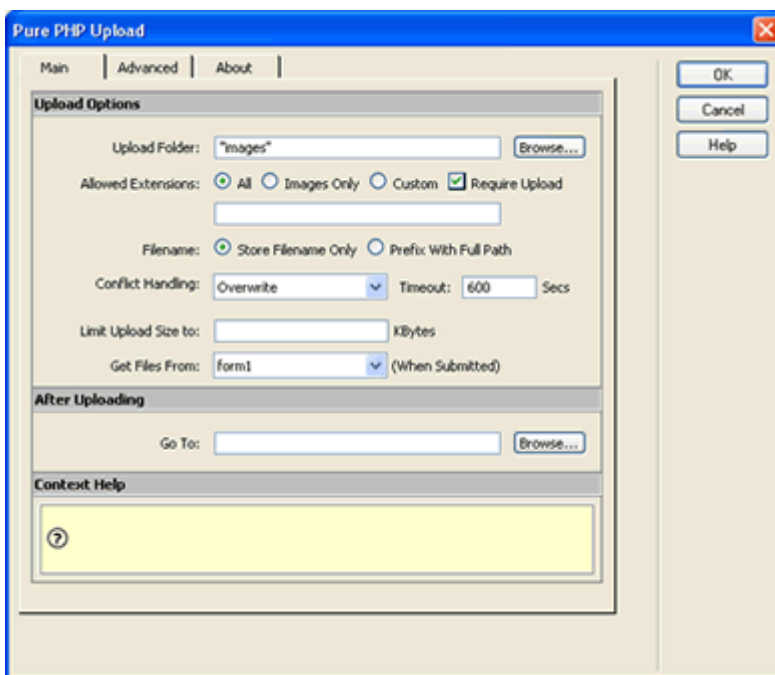 Pure PHP Upload
Main Advanced About
OK
Cancel
Help
Upload Options
Upload Folder: "images" Browse...
Allowed Extensions: All Images Only Custom Require Upload
Filename: Store Filename Only Prefix With Full Path
Conflict Handling: Overwrite Timeout: 600 Secs
Limit Upload Size to: KBytes
Get Files From: form1 (When Submitted)
After Uploading
Go To: Browse...
Context Help
?